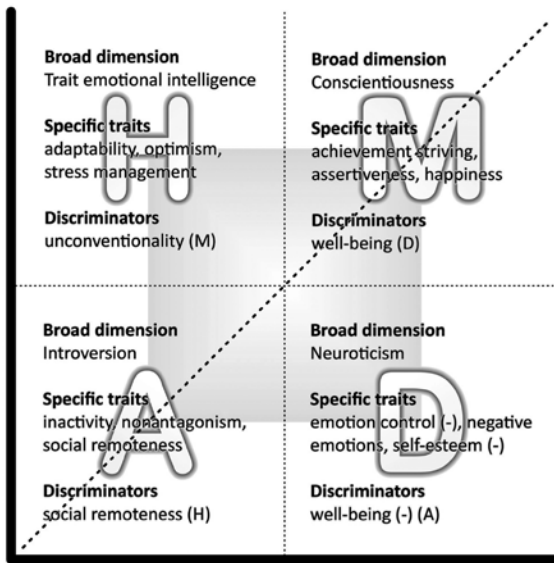 H
Broad dimension
Trait emotional intelligence
Specific traits
adaptability, optimism,
stress management
Discriminators
unconventionality (M)
M
Broad dimension
Conscientiousness
Specific traits
achievement striving,
assertiveness, happiness
Discriminators
well-being (D)
A
Broad dimension
Introversion
Specific traits
inactivity, nonantagonism,
social remoteness
Discriminators
social remoteness (H)
D
Broad dimension
Neuroticism
Specific traits
emotion control (-), negative
emotions, self-esteem (-)
Discriminators
well-being (-) (A)